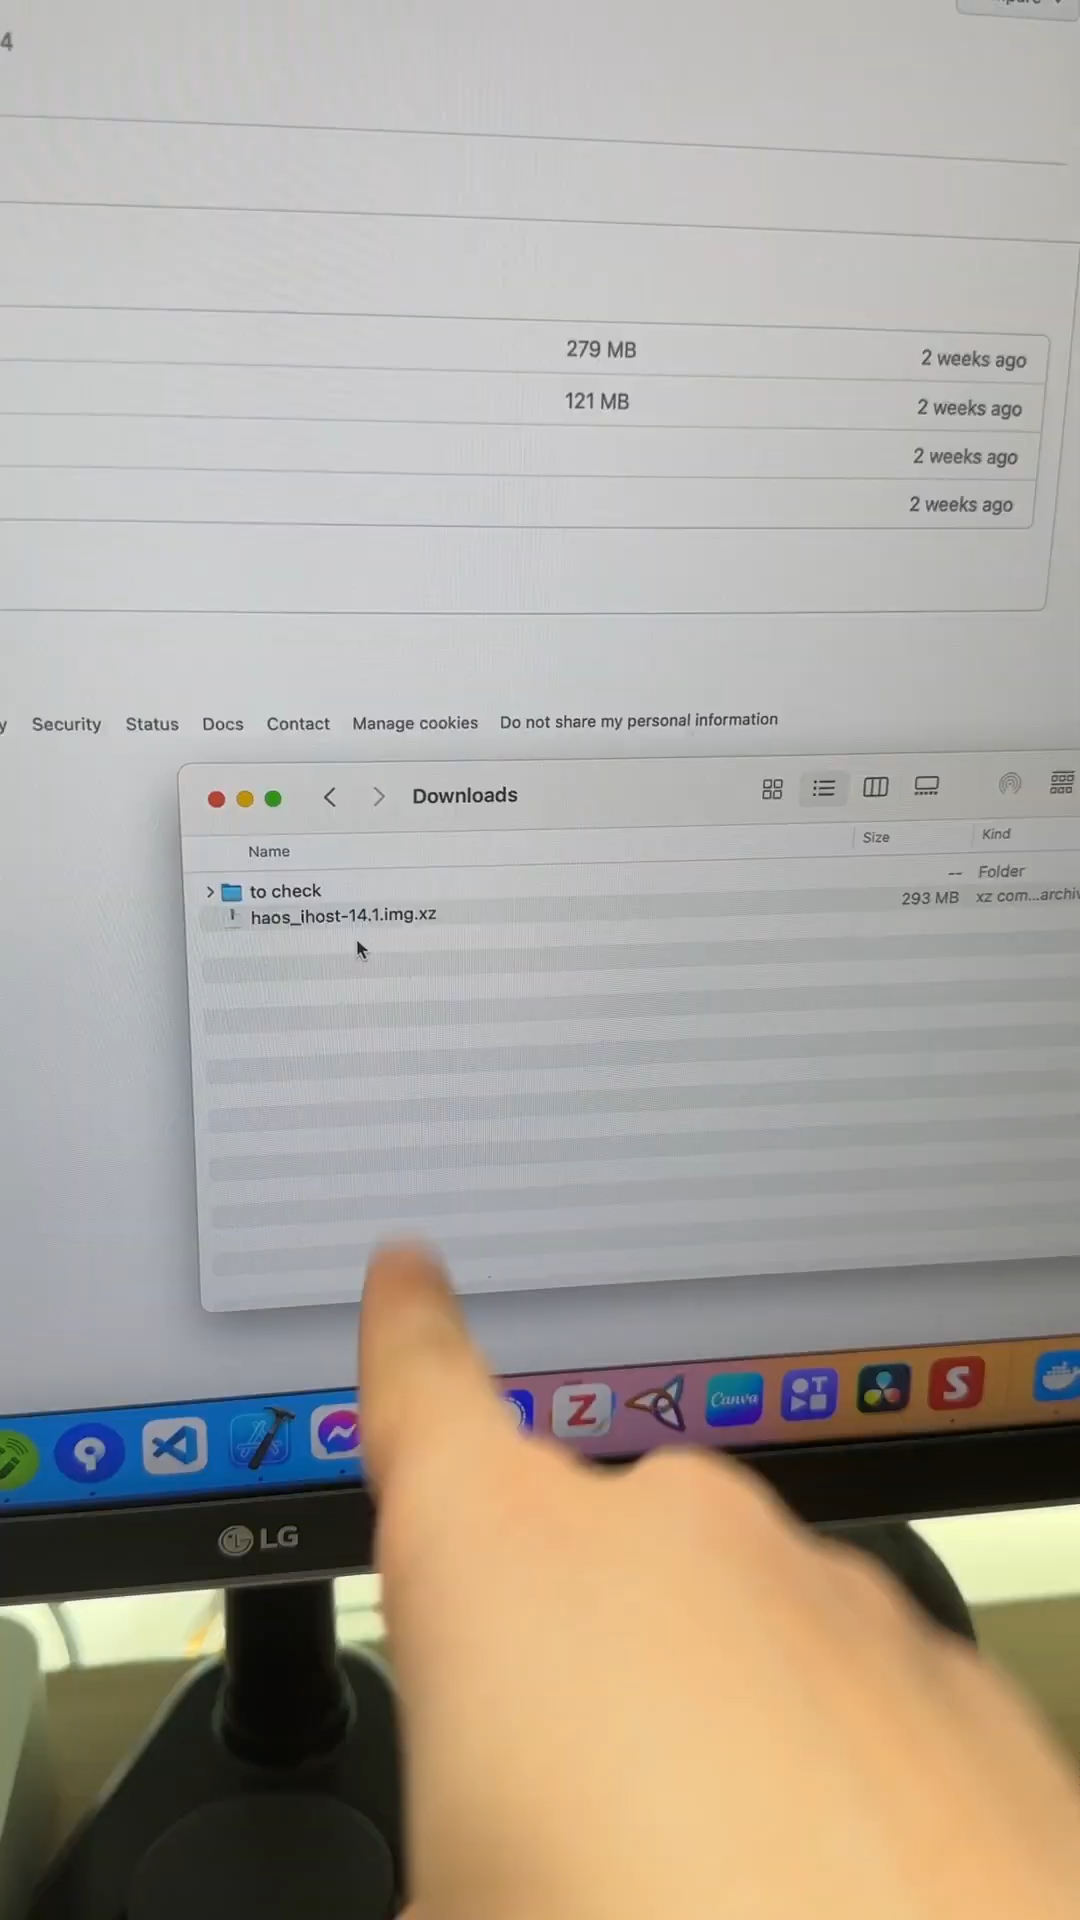 4
279 MB 2 weeks ago
121 MB 2 weeks ago
2 weeks ago
2 weeks ago
y Security Status Docs Contact Manage cookies Do not share my personal information
Downloads
Name Size Kind
to check -- Folder
haos_ihost-14.1.img.xz 293 MB xz com...archiv
Z Canva T S
LG